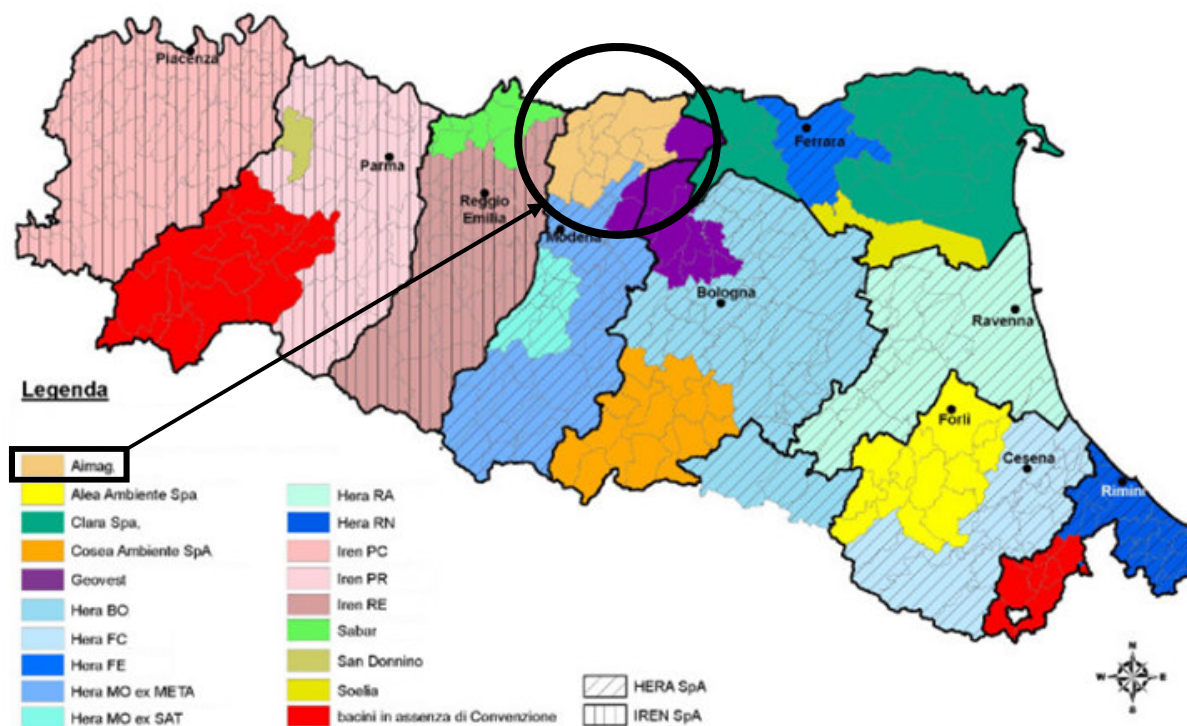 Piacenza
Parma
Reggio
Emilia
Modena
Ferrara
Bologna
Ravenna
Forlì
Cesena
Rimini
Legenda
Aimag,
Alea Ambiente Spa
Clara Spa,
Cosea Ambiente SpA
Geovest
Hera BO
Hera FC
Hera FE
Hera MO ex META
Hera MO ex SAT
Hera RA
Hera RN
Iren PC
Iren PR
Iren RE
Sabar
San Donnino
Soelia
bacini in assenza di Convenzione
HERA SpA
IREN SpA
N
W E
S